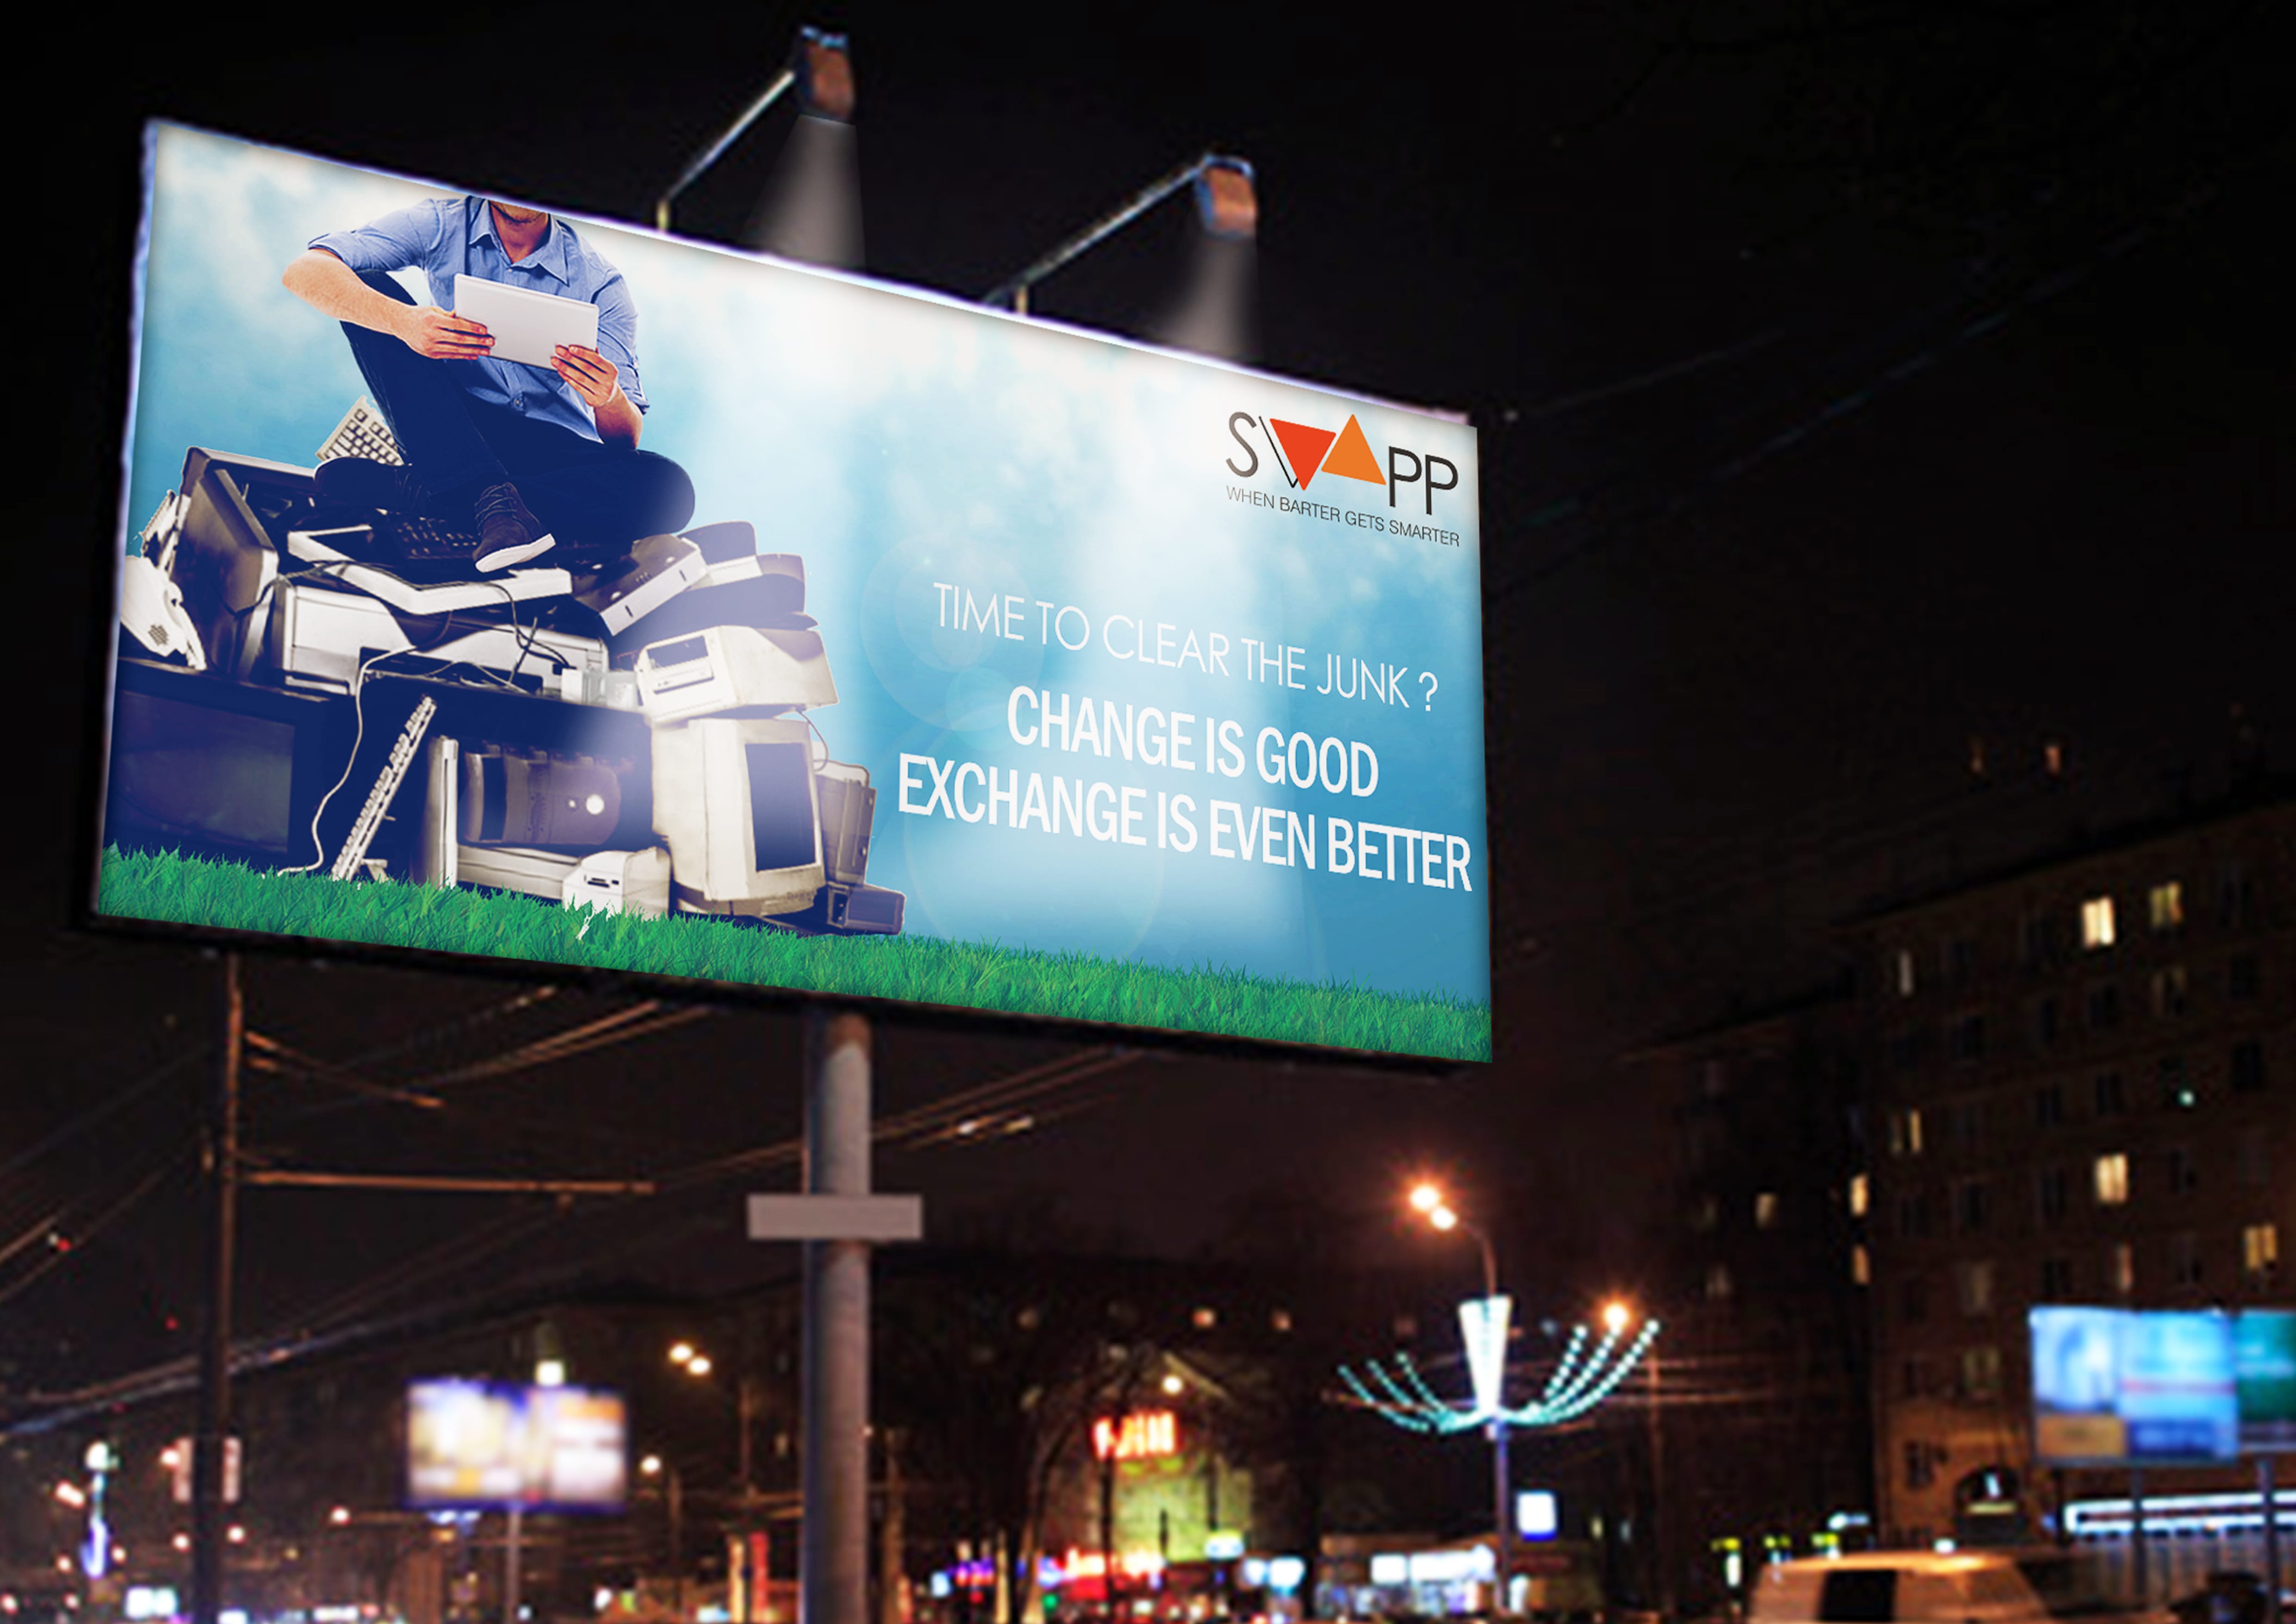 SWAPP
WHEN BARTER GETS SMARTER
TIME TO CLEAR THE JUNK ?
CHANGE IS GOOD
EXCHANGE IS EVEN BETTER